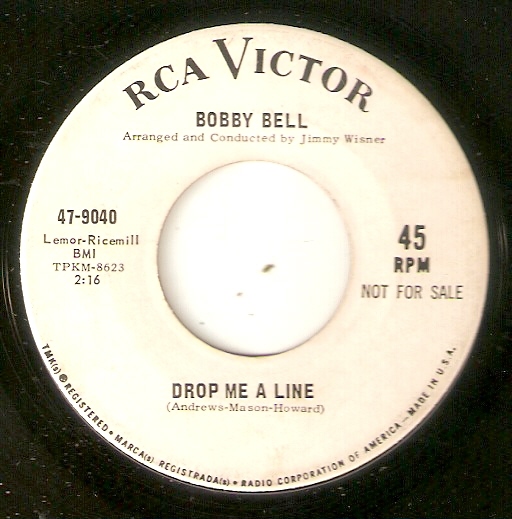 RCA VICTOR
BOBBY BELL
Arranged and Conducted by Jimmy Wisner
47-9040
Lemor-Ricemill
BMI
TPKM-8623
2:16
45
RPM
NOT FOR SALE
DROP ME A LINE
(Andrews-Mason-Howard)
TMK(s) ® REGISTERED • MARCA(s) REGISTRADA(s) • RADIO CORPORATION OF AMERICA — MADE IN U.S.A.